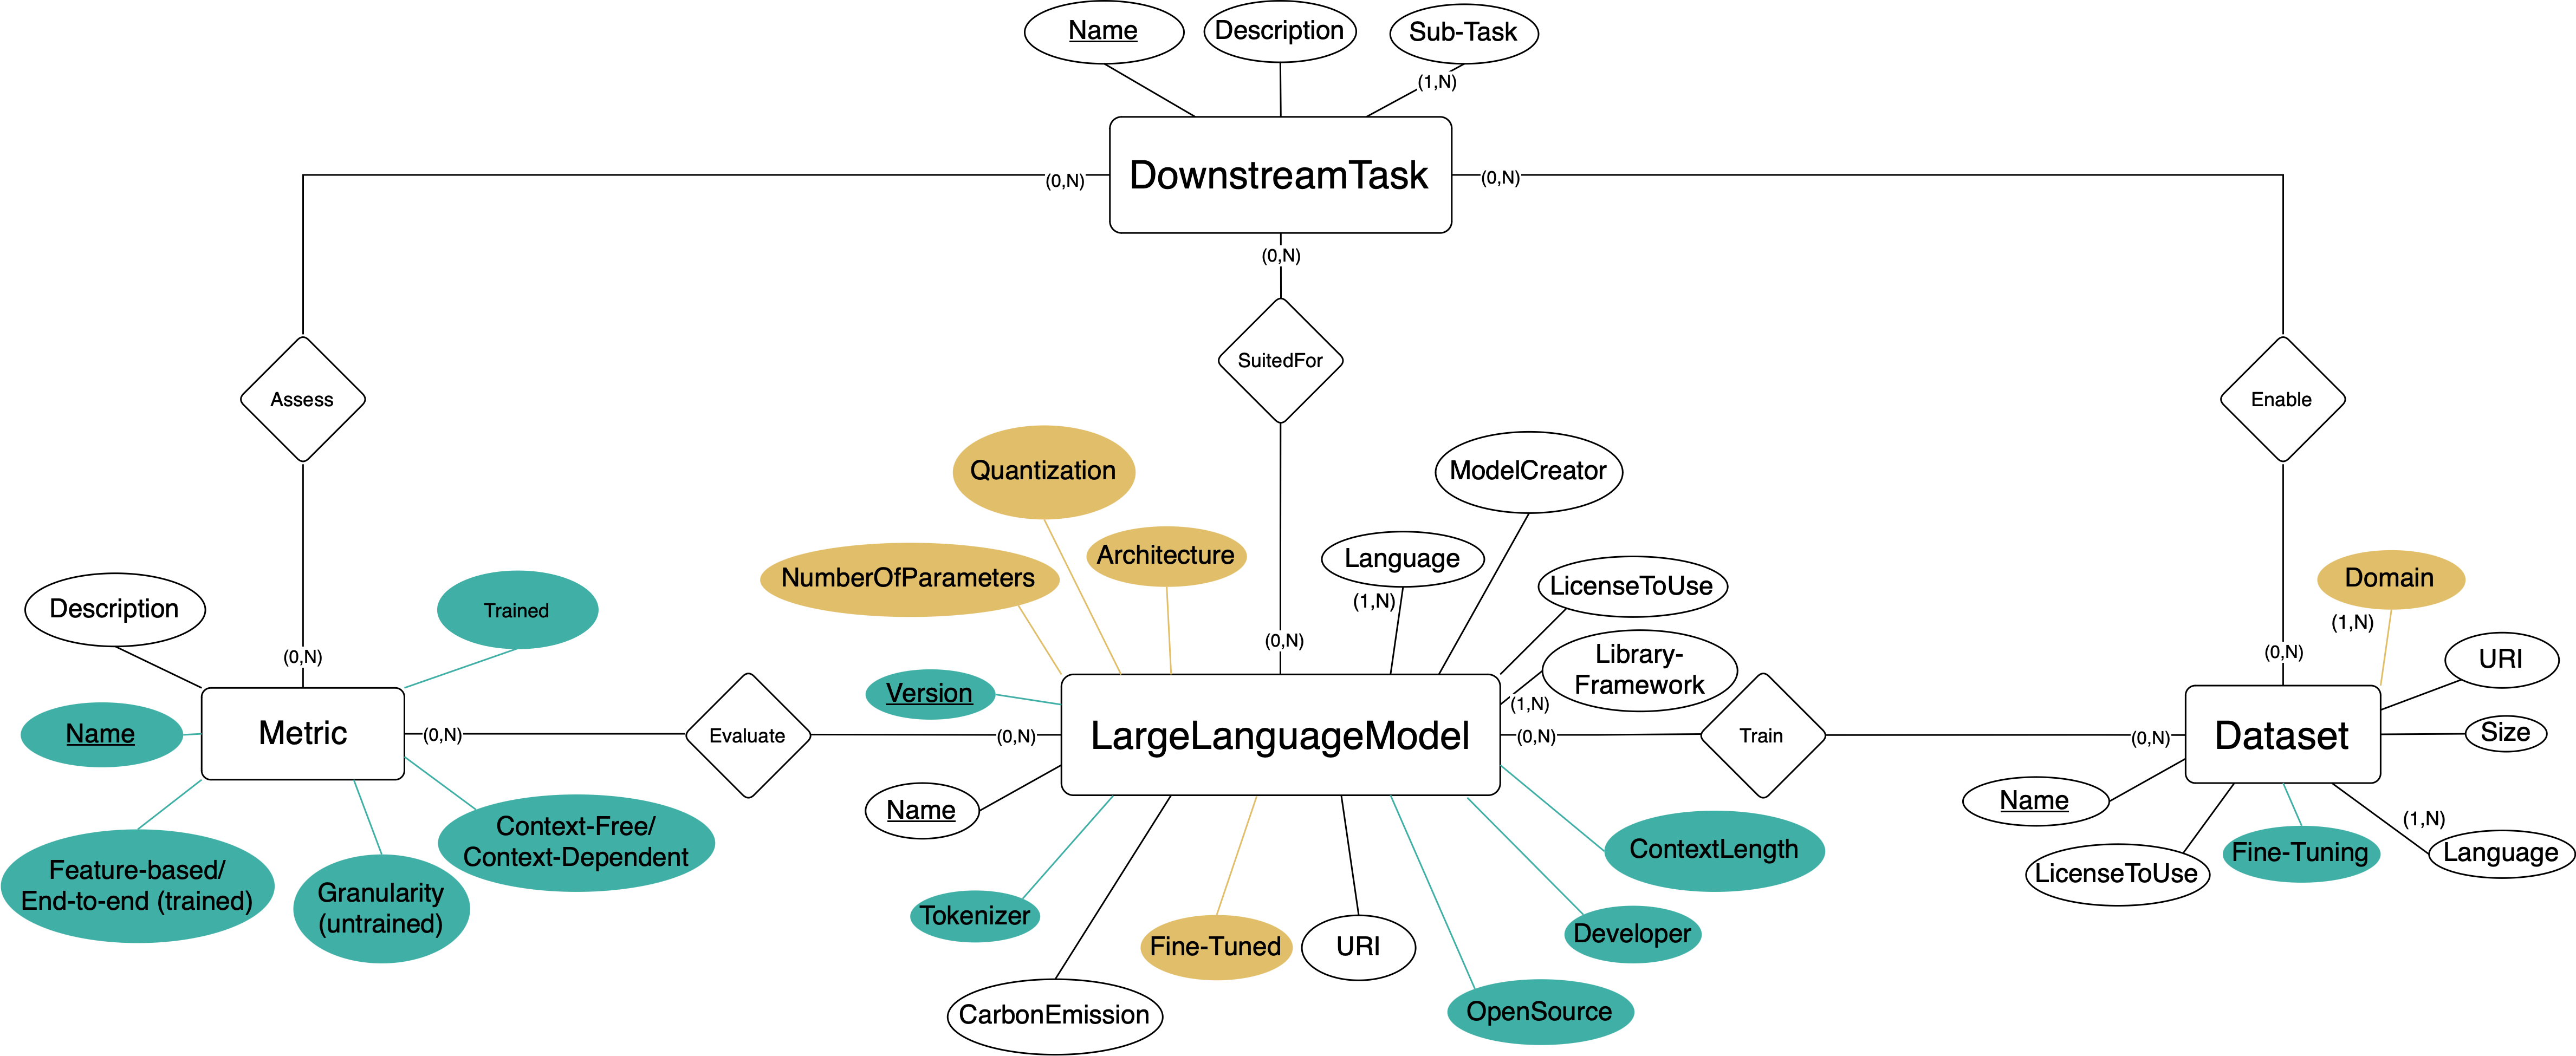 Name
Description
Sub-Task
(1,N)
DownstreamTask
(0,N)
(0,N)
(0,N)
SuitedFor
Assess
Enable
Quantization
ModelCreator
Architecture
Language
(1,N)
NumberOfParameters
LicenseToUse
Domain
(1,N)
Description
Trained
(0,N)
(0,N)
Library-
Framework
(1,N)
(0,N)
URI
Version
Name
Metric
(0,N)
Evaluate
(0,N)
LargeLanguageModel
(0,N)
Train
(0,N)
Dataset
Size
Name
Name
(1,N)
Context-Free/
Context-Dependent
ContextLength
LicenseToUse
Fine-Tuning
Language
Feature-based/
End-to-end (trained)
Granularity
(untrained)
Tokenizer
Fine-Tuned
URI
Developer
CarbonEmission
OpenSource